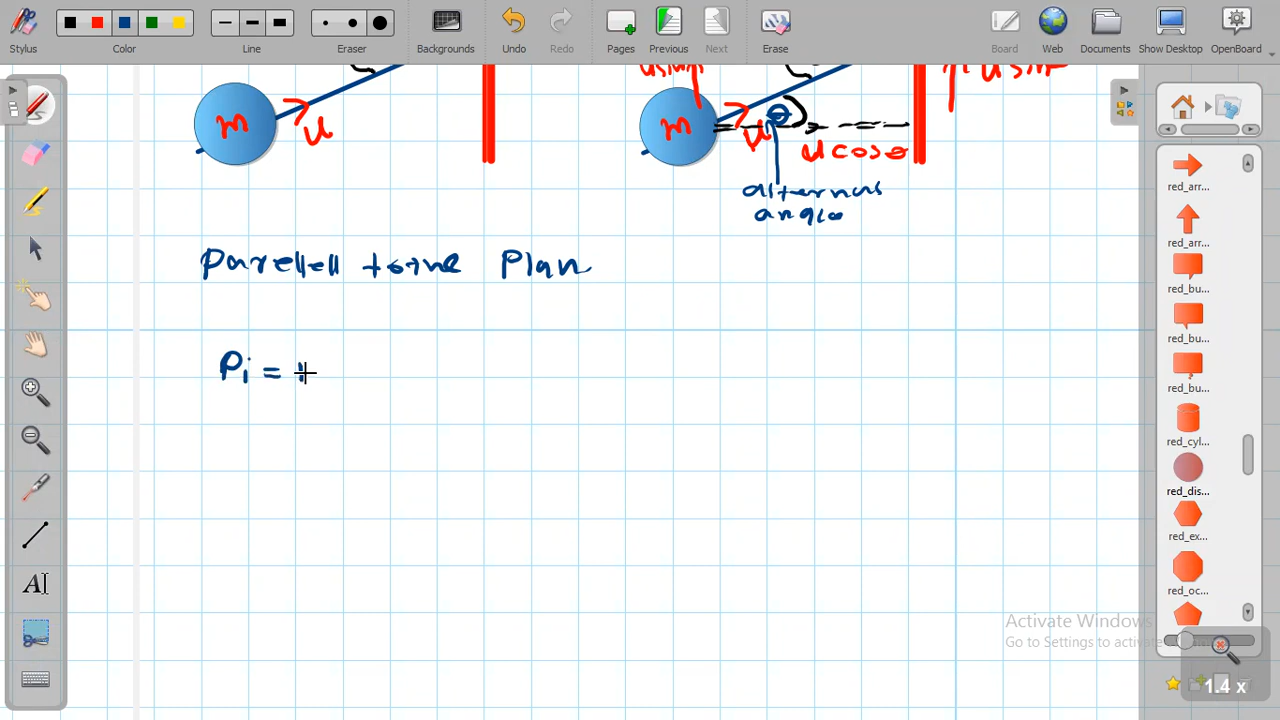 Stylus
Color
Line
Eraser
Backgrounds
Undo
Redo
Pages
Previous
Next
Erase
Board
Web
Documents
Show Desktop
OpenBoard
m
u
m
u
θ
u cos θ
alternas
angle
Parellell to the Plan
Pi =
red_arr...
red_arr...
red_bu...
red_bu...
red_bu...
red_cyl...
red_dis...
red_ex...
red_oc...
Activate Windows
Go to Settings to activate
1.4 x